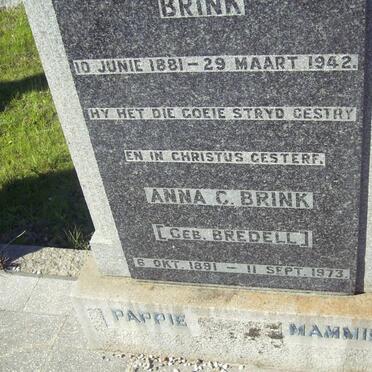 BRINK
10 JUNIE 1881 - 29 MAART 1942.
HY HET DIE GOEIE STRYD GESTRY
EN IN CHRISTUS GESTERF.
ANNA C. BRINK
[GEB. BREDELL]
6 OKT. 1891 - 11 SEPT. 1973
PAPPIE MAMMIE